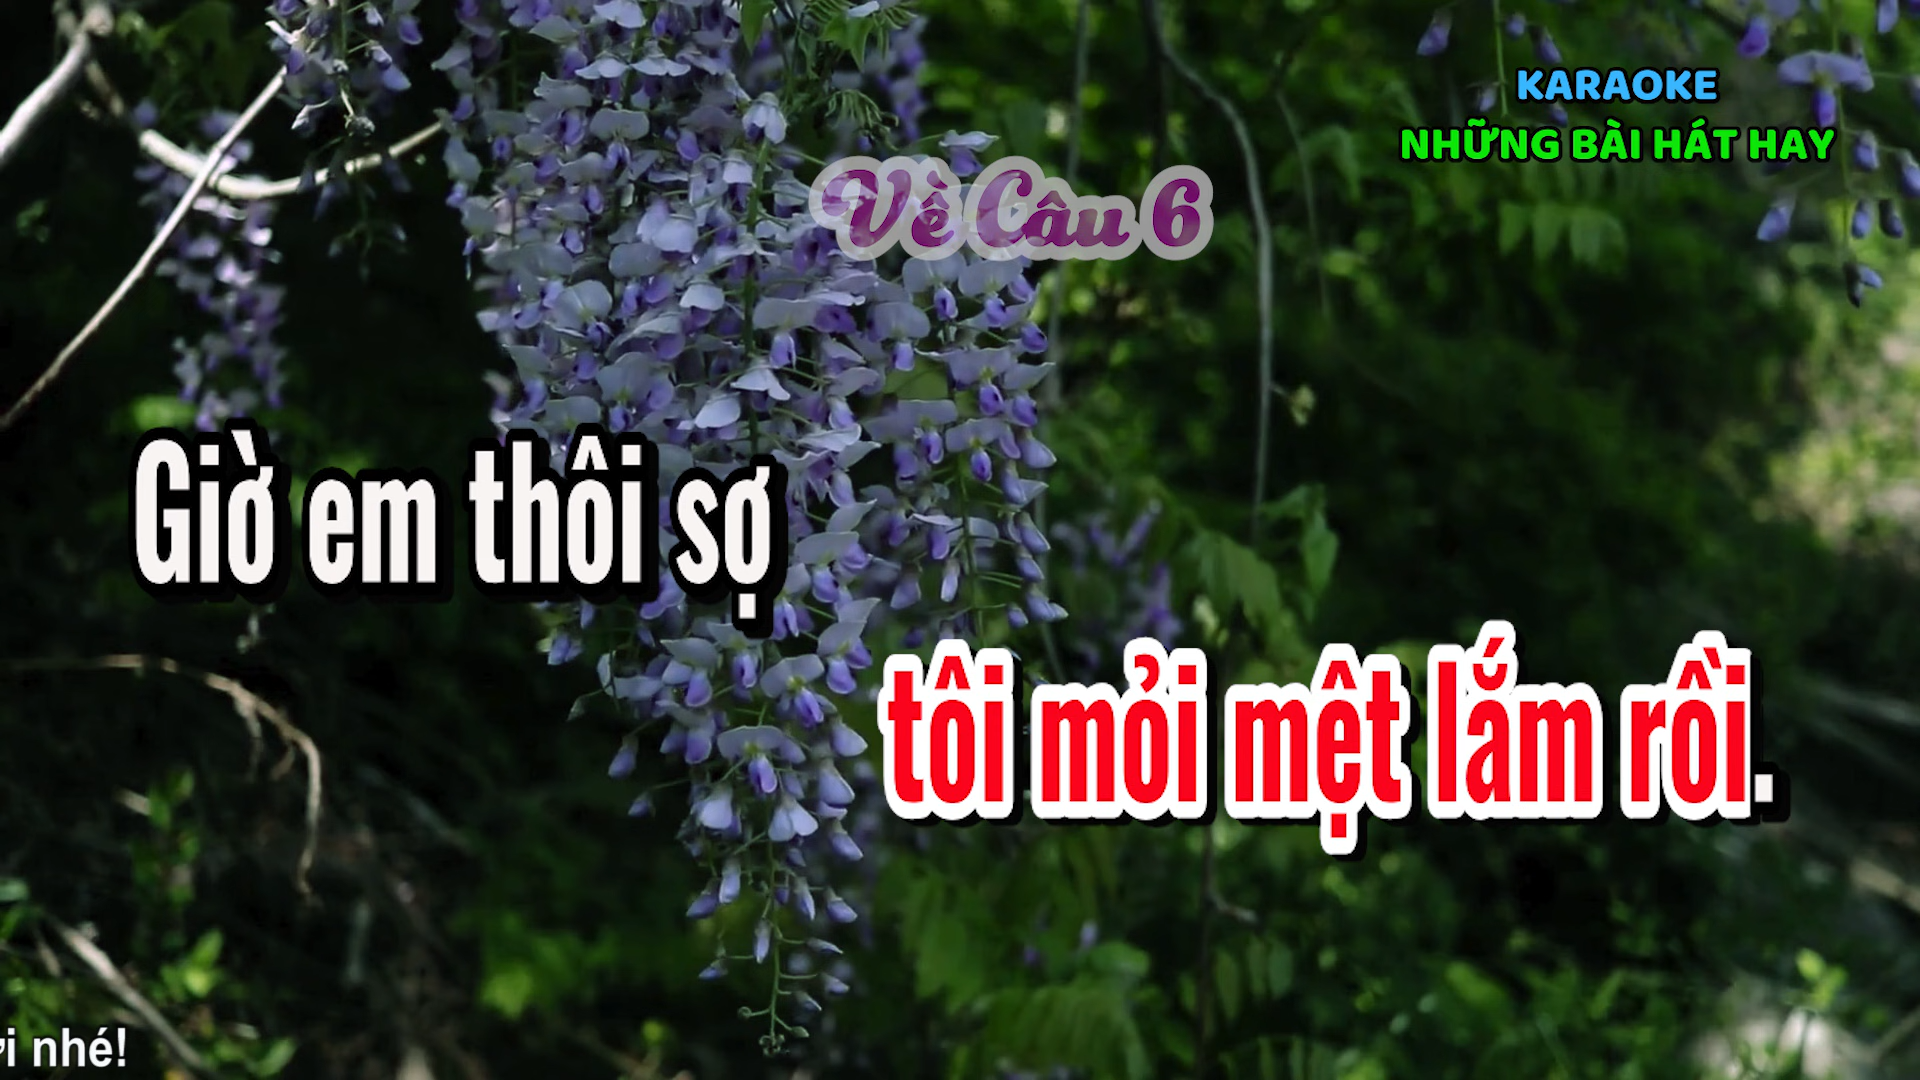 KARAOKE
NHỮNG BÀI HÁT HAY
Về Câu 6
Giờ em thôi sợ
tôi mỏi mệt lắm rồi.
nhé!